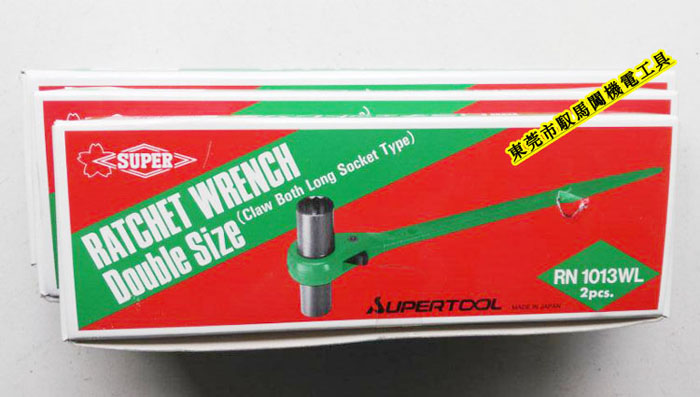 SUPER
RATCHET WRENCH
Double Size
(Claw Both Long Socket Type)
RN 1013WL
2pcs.
SUPERTOOL
MADE IN JAPAN
東莞市馭馬闖機電工具